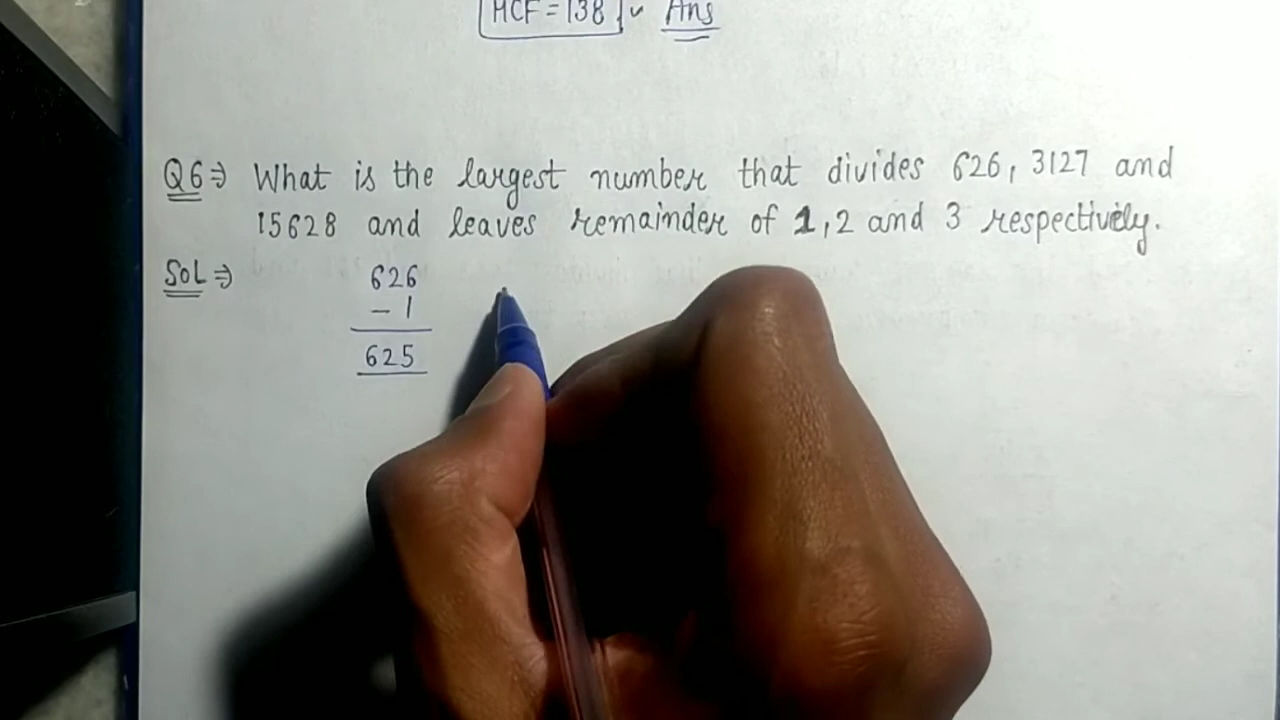 HCF = 138 Ans
Q6⇒ What is the largest number that divides 626, 3127 and
15628 and leaves remainder of 1, 2 and 3 respectively.
Sol⇒ 626
- 1
625